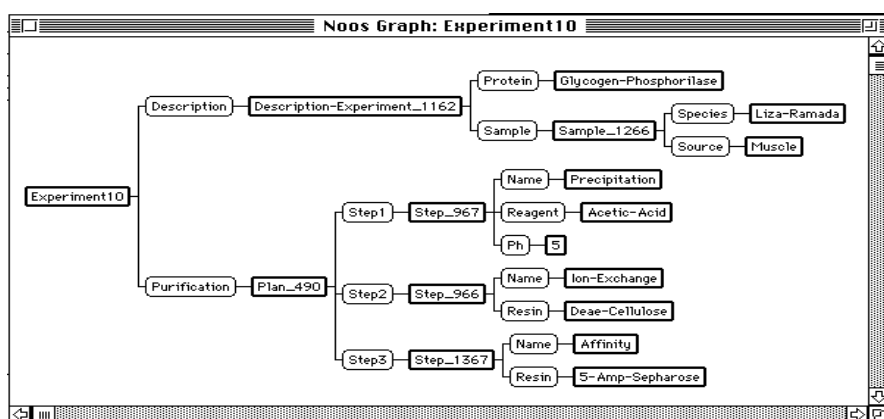 Noos Graph: Experiment10
Protein Glycogen-Phosphorilase
Description Description-Experiment_1162
Species Liza-Ramada
Sample Sample_1266
Source Muscle
Name Precipitation
Experiment10
Step1 Step_967 Reagent Acetic-Acid
Ph 5
Name Ion-Exchange
Purification Plan_490 Step2 Step_966
Resin Deae-Cellulose
Name Affinity
Step3 Step_1367
Resin 5-Amp-Sepharose